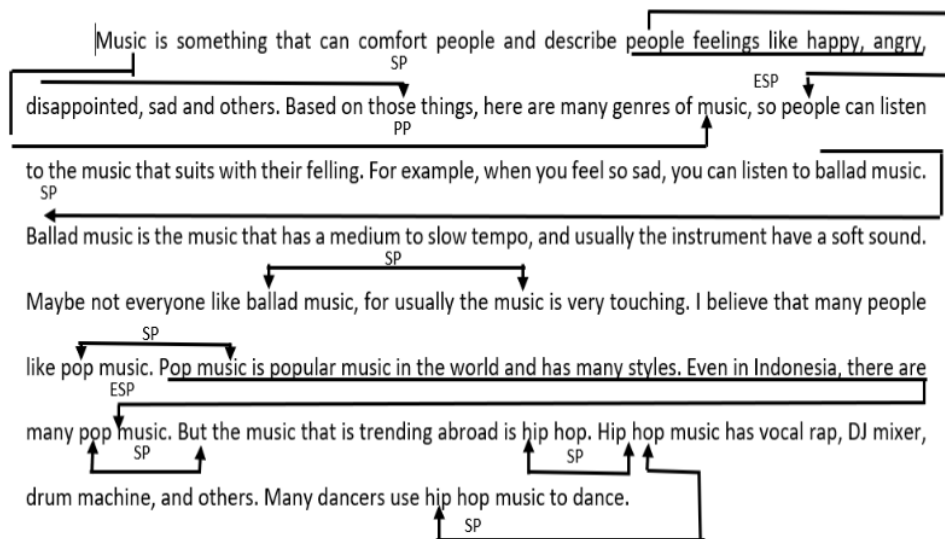 Music is something that can comfort people and describe people feelings like happy, angry,
SP
ESP
disappointed, sad and others. Based on those things, here are many genres of music, so people can listen
PP
to the music that suits with their felling. For example, when you feel so sad, you can listen to ballad music.
SP
Ballad music is the music that has a medium to slow tempo, and usually the instrument have a soft sound.
SP
Maybe not everyone like ballad music, for usually the music is very touching. I believe that many people
SP
like pop music. Pop music is popular music in the world and has many styles. Even in Indonesia, there are
ESP
many pop music. But the music that is trending abroad is hip hop. Hip hop music has vocal rap, DJ mixer,
SP SP
drum machine, and others. Many dancers use hip hop music to dance.
SP